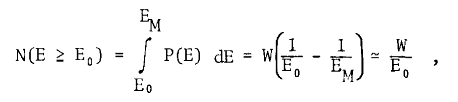 N(E ≥ E₀) = ∫_{E₀}^{E_M} P(E) dE = W(1/E₀ - 1/E_M) ≃ W/E₀ ,